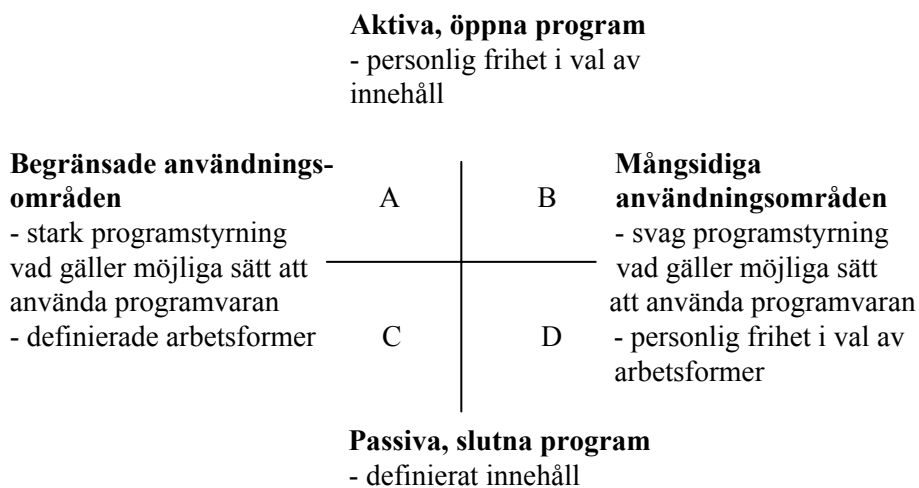 Aktiva, öppna program
- personlig frihet i val av
innehåll
Begränsade användnings-
områden
- stark programstyrning
vad gäller möjliga sätt att
använda programvaran
- definierade arbetsformer
A
B
C
D
Mångsidiga
användningsområden
- svag programstyrning
vad gäller möjliga sätt
att använda programvaran
- personlig frihet i val av
arbetsformer
Passiva, slutna program
- definierat innehåll